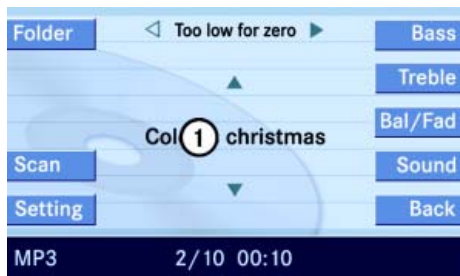 Folder
Too low for zero
Bass
Treble
Col 1 christmas
Bal/Fad
Scan
Sound
Setting
Back
MP3 2/10 00:10